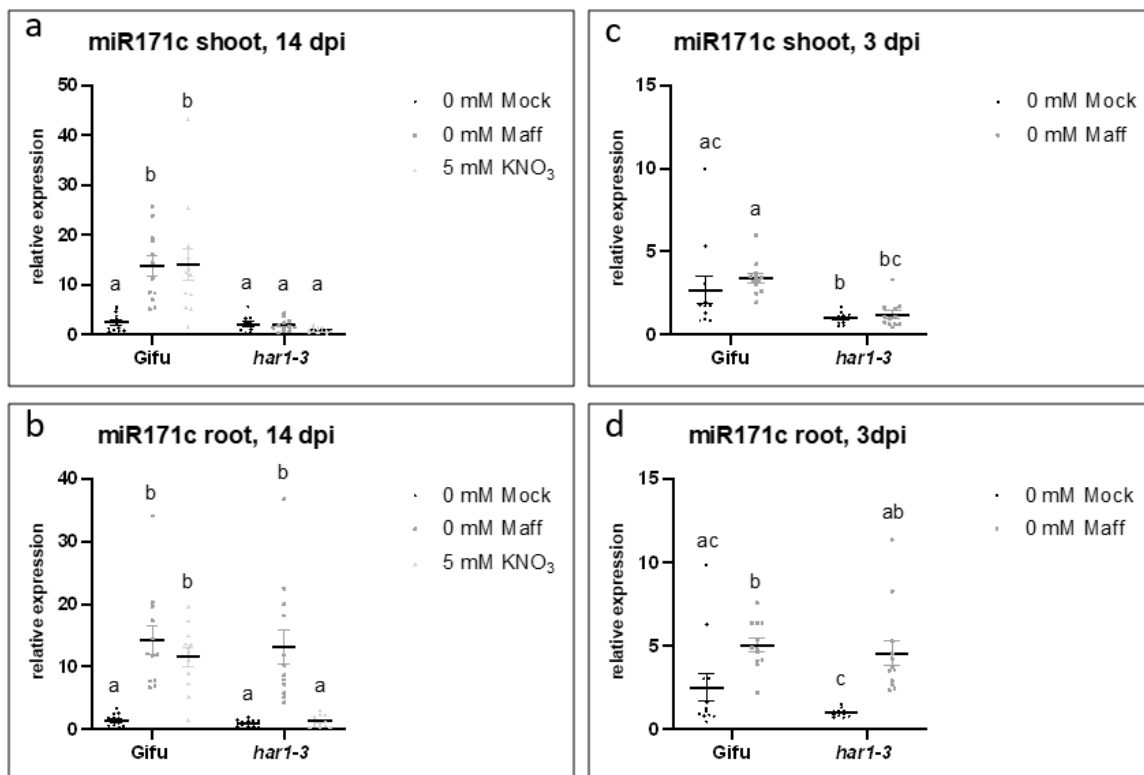 a
miR171c shoot, 14 dpi
relative expression
50
40
30
20
10
0
a
b
b
a
a
a
Gifu
har1-3
0 mM Mock
0 mM Maff
5 mM KNO₃
c
miR171c shoot, 3 dpi
relative expression
15
10
5
0
ac
a
b
bc
Gifu
har1-3
0 mM Mock
0 mM Maff
b
miR171c root, 14 dpi
relative expression
40
30
20
10
0
a
b
b
a
b
a
Gifu
har1-3
0 mM Mock
0 mM Maff
5 mM KNO₃
d
miR171c root, 3dpi
relative expression
15
10
5
0
ac
b
c
ab
Gifu
har1-3
0 mM Mock
0 mM Maff